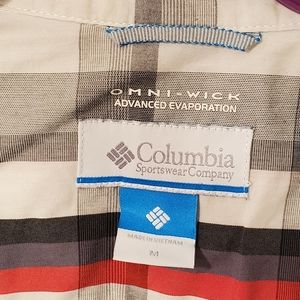 OMNI-WICK
ADVANCED EVAPORATION
Columbia
Sportswear Company
MADE IN VIETNAM
M